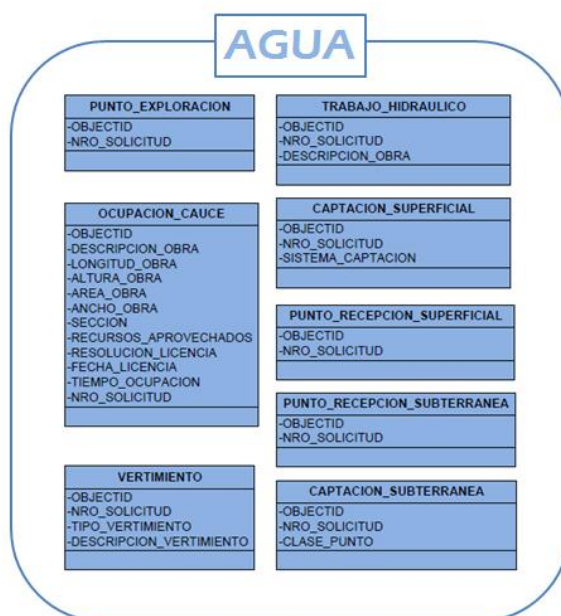 AGUA
PUNTO_EXPLORACION
-OBJECTID
-NRO_SOLICITUD
OCUPACION_CAUCE
-OBJECTID
-DESCRIPCION_OBRA
-LONGITUD_OBRA
-ALTURA_OBRA
-AREA_OBRA
-ANCHO_OBRA
-SECCION
-RECURSOS_APROVECHADOS
-RESOLUCION_LICENCIA
-FECHA_LICENCIA
-TIEMPO_OCUPACION
-NRO_SOLICITUD
VERTIMIENTO
-OBJECTID
-NRO_SOLICITUD
-TIPO_VERTIMIENTO
-DESCRIPCION_VERTIMIENTO
TRABAJO_HIDRAULICO
-OBJECTID
-NRO_SOLICITUD
-DESCRIPCION_OBRA
CAPTACION_SUPERFICIAL
-OBJECTID
-NRO_SOLICITUD
-SISTEMA_CAPTACION
PUNTO_RECEPCION_SUPERFICIAL
-OBJECTID
-NRO_SOLICITUD
PUNTO_RECEPCION_SUBTERRANEA
-OBJECTID
-NRO_SOLICITUD
CAPTACION_SUBTERRANEA
-OBJECTID
-NRO_SOLICITUD
-CLASE_PUNTO